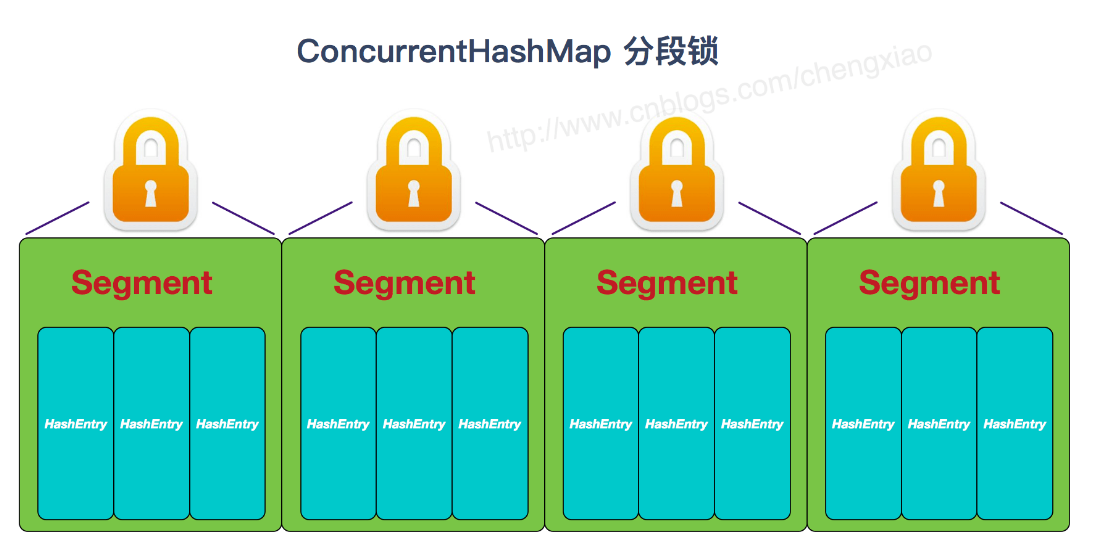 ConcurrentHashMap 分段锁
http://www.cnblogs.com/chengxiao
Segment Segment Segment Segment
HashEntry HashEntry HashEntry HashEntry HashEntry HashEntry HashEntry HashEntry HashEntry HashEntry HashEntry HashEntry